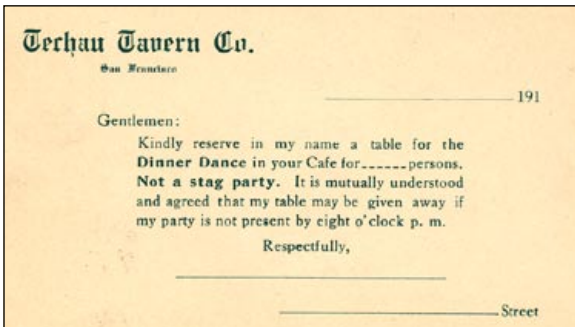 Techau Tavern Co.
San Francisco
191
Gentlemen:
Kindly reserve in my name a table for the
Dinner Dance in your Cafe for______persons.
Not a stag party. It is mutually understood
and agreed that my table may be given away if
my party is not present by eight o'clock p. m.
Respectfully,
Street